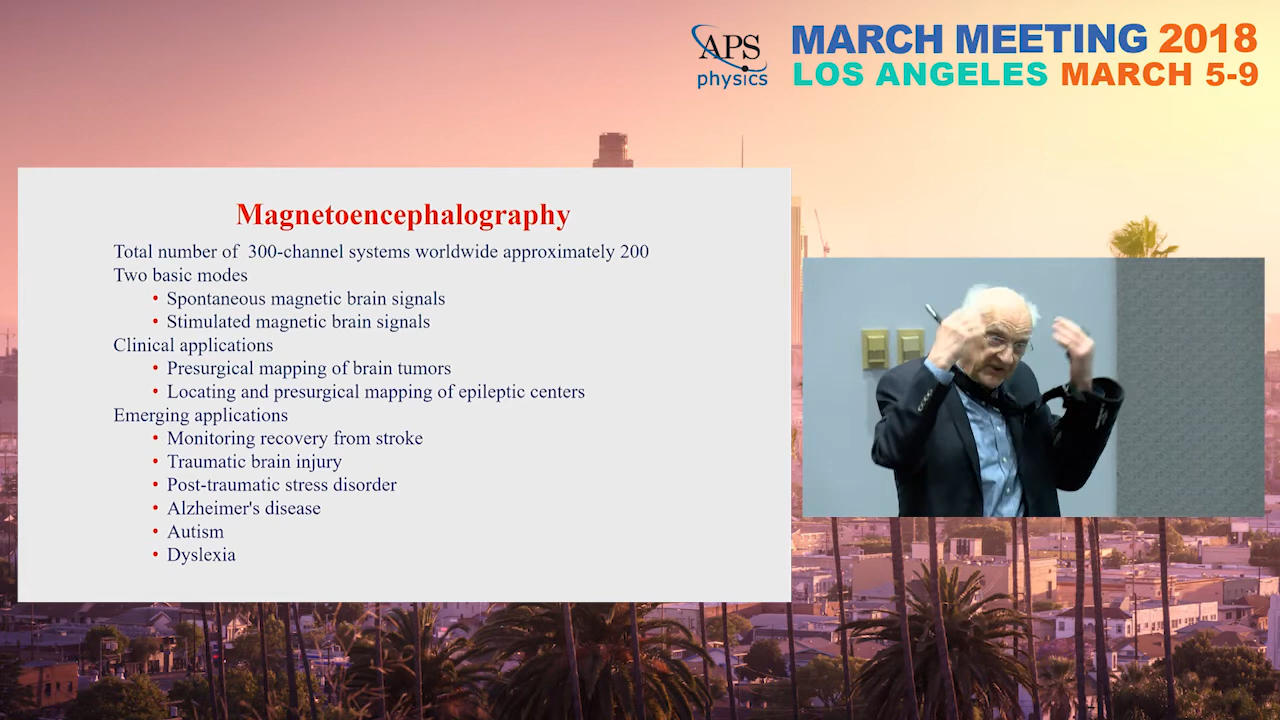 APS
physics
MARCH MEETING 2018
LOS ANGELES MARCH 5-9
Magnetoencephalography
Total number of 300-channel systems worldwide approximately 200
Two basic modes
• Spontaneous magnetic brain signals
• Stimulated magnetic brain signals
Clinical applications
• Presurgical mapping of brain tumors
• Locating and presurgical mapping of epileptic centers
Emerging applications
• Monitoring recovery from stroke
• Traumatic brain injury
• Post-traumatic stress disorder
• Alzheimer's disease
• Autism
• Dyslexia